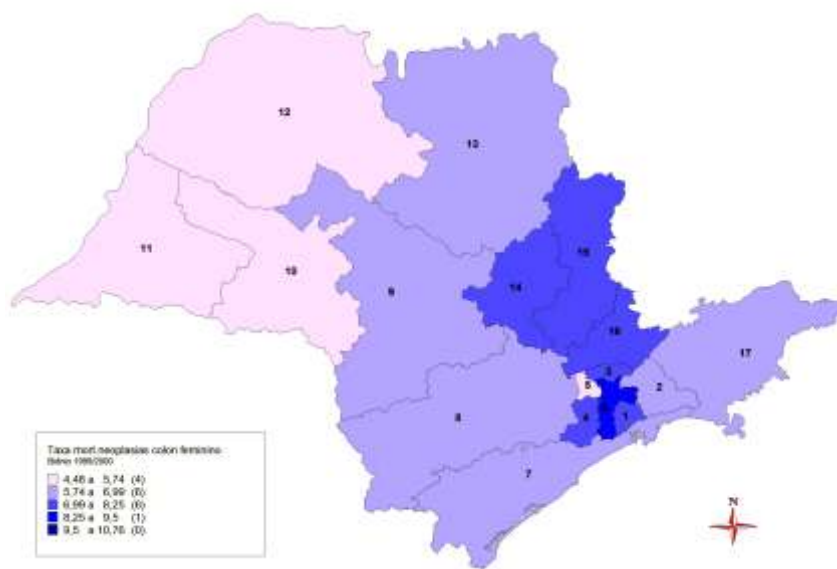 12
13
11
10
9
15
14
16
17
3
5
2
4
1
8
7
Taxa mort.neoplasias colon feminino
4,48 a 5,74 (4)
5,74 a 6,99 (6)
6,99 a 8,25 (6)
8,25 a 9,5 (1)
9,5 a 10,76 (0)
N